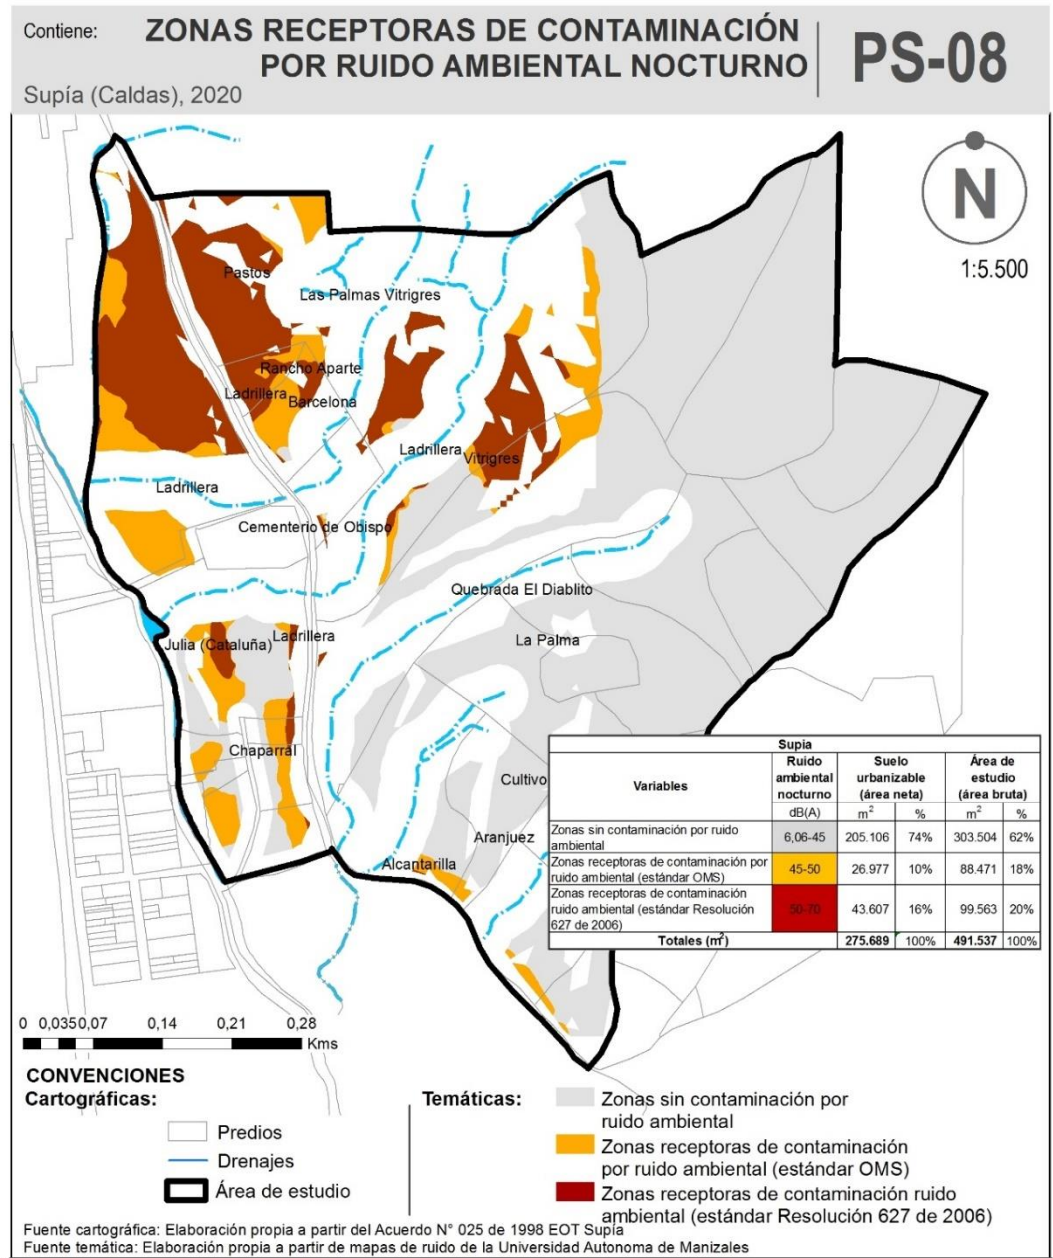 Contiene:
ZONAS RECEPTORAS DE CONTAMINACIÓN
POR RUIDO AMBIENTAL NOCTURNO
PS-08
Supía (Caldas), 2020
N
1:5.500
Pastos
Las Palmas Vitrigres
Rancho Aparte
Ladrillera
Barcelona
Ladrillera
Vitrigres
Ladrillera
Cementerio de Obispo
Quebrada El Diablito
La Palma
Julia (Cataluña)
Ladrillera
Chaparral
Cultivo
Aranjuez
Alcantarilla
Supia
Variables
Ruido ambiental nocturno
Suelo urbanizable (área neta)
Área de estudio (área bruta)
dB(A) m² % m² %
Zonas sin contaminación por ruido ambiental 6,06-45 205.106 74% 303.504 62%
Zonas receptoras de contaminación por ruido ambiental (estándar OMS) 45-50 26.977 10% 88.471 18%
Zonas receptoras de contaminación ruido ambiental (estándar Resolución 627 de 2006) 50-70 43.607 16% 99.563 20%
Totales (m²) 275.689 100% 491.537 100%
0 0,035 0,07 0,14 0,21 0,28
Kms
CONVENCIONES
Cartográficas:
Predios
Drenajes
Área de estudio
Temáticas:
Zonas sin contaminación por
ruido ambiental
Zonas receptoras de contaminación
por ruido ambiental (estándar OMS)
Zonas receptoras de contaminación ruido
ambiental (estándar Resolución 627 de 2006)
Fuente cartográfica: Elaboración propia a partir del Acuerdo N° 025 de 1998 EOT Supía
Fuente temática: Elaboración propia a partir de mapas de ruido de la Universidad Autonoma de Manizales